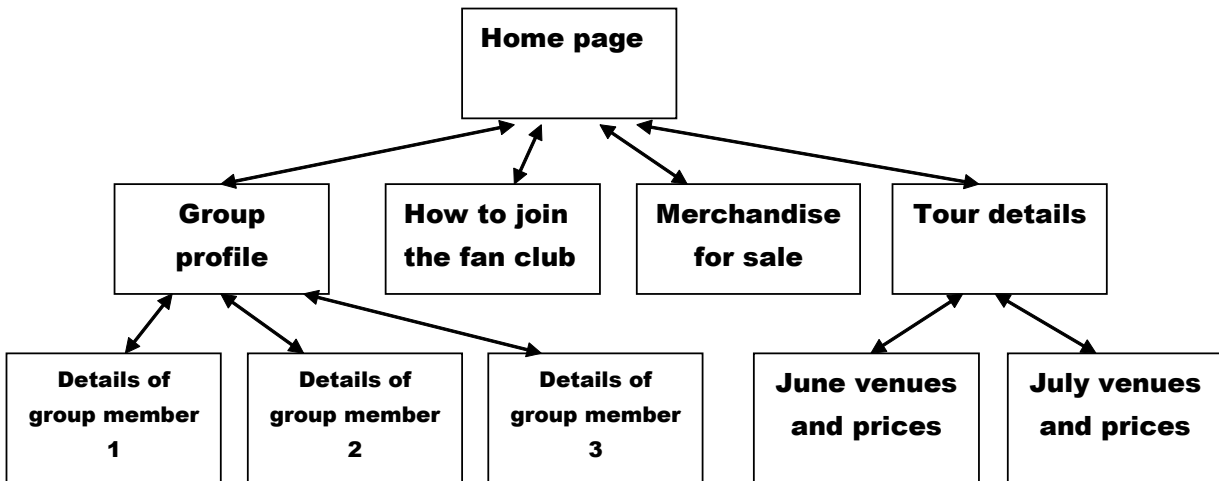 Home page
Group
profile
How to join
the fan club
Merchandise
for sale
Tour details
Details of
group member
1
Details of
group member
2
Details of
group member
3
June venues
and prices
July venues
and prices